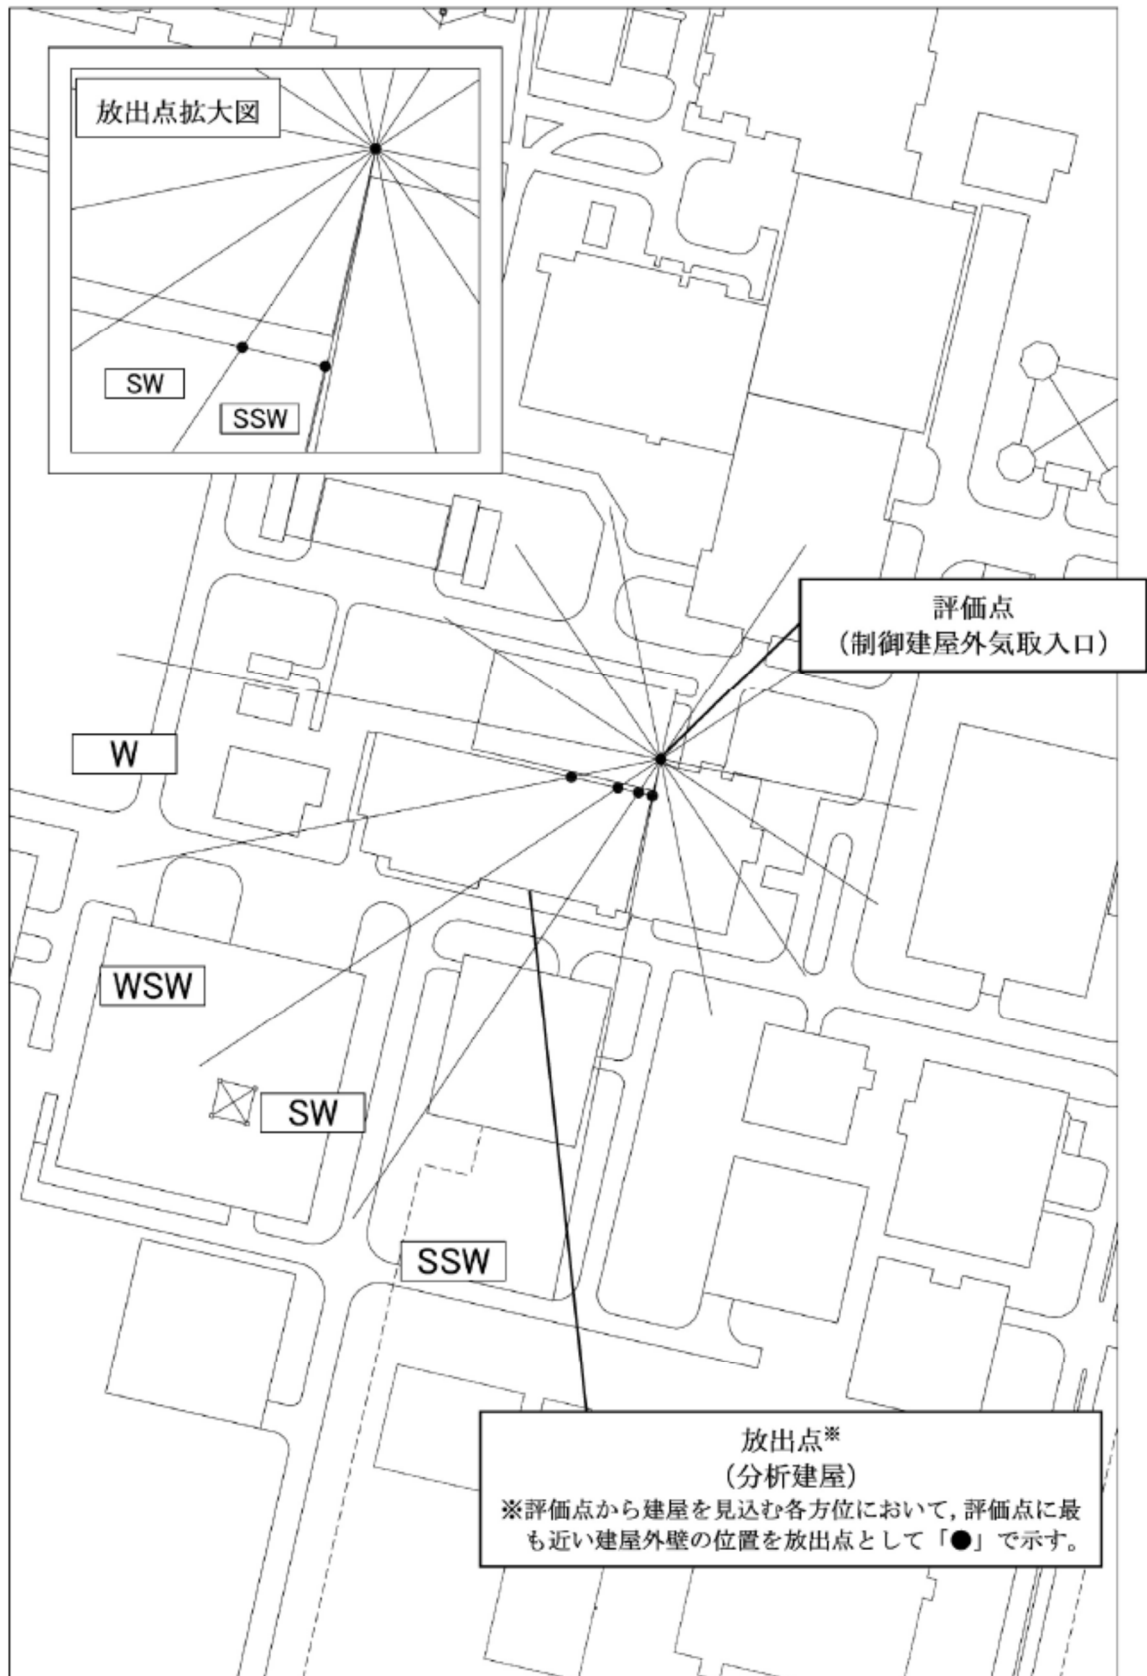 放出点拡大図
SW
SSW
評価点
（制御建屋外気取入口）
W
WSW
SW
SSW
放出点※
（分析建屋）
※評価点から建屋を見込む各方位において, 評価点に最
も近い建屋外壁の位置を放出点として「●」で示す。